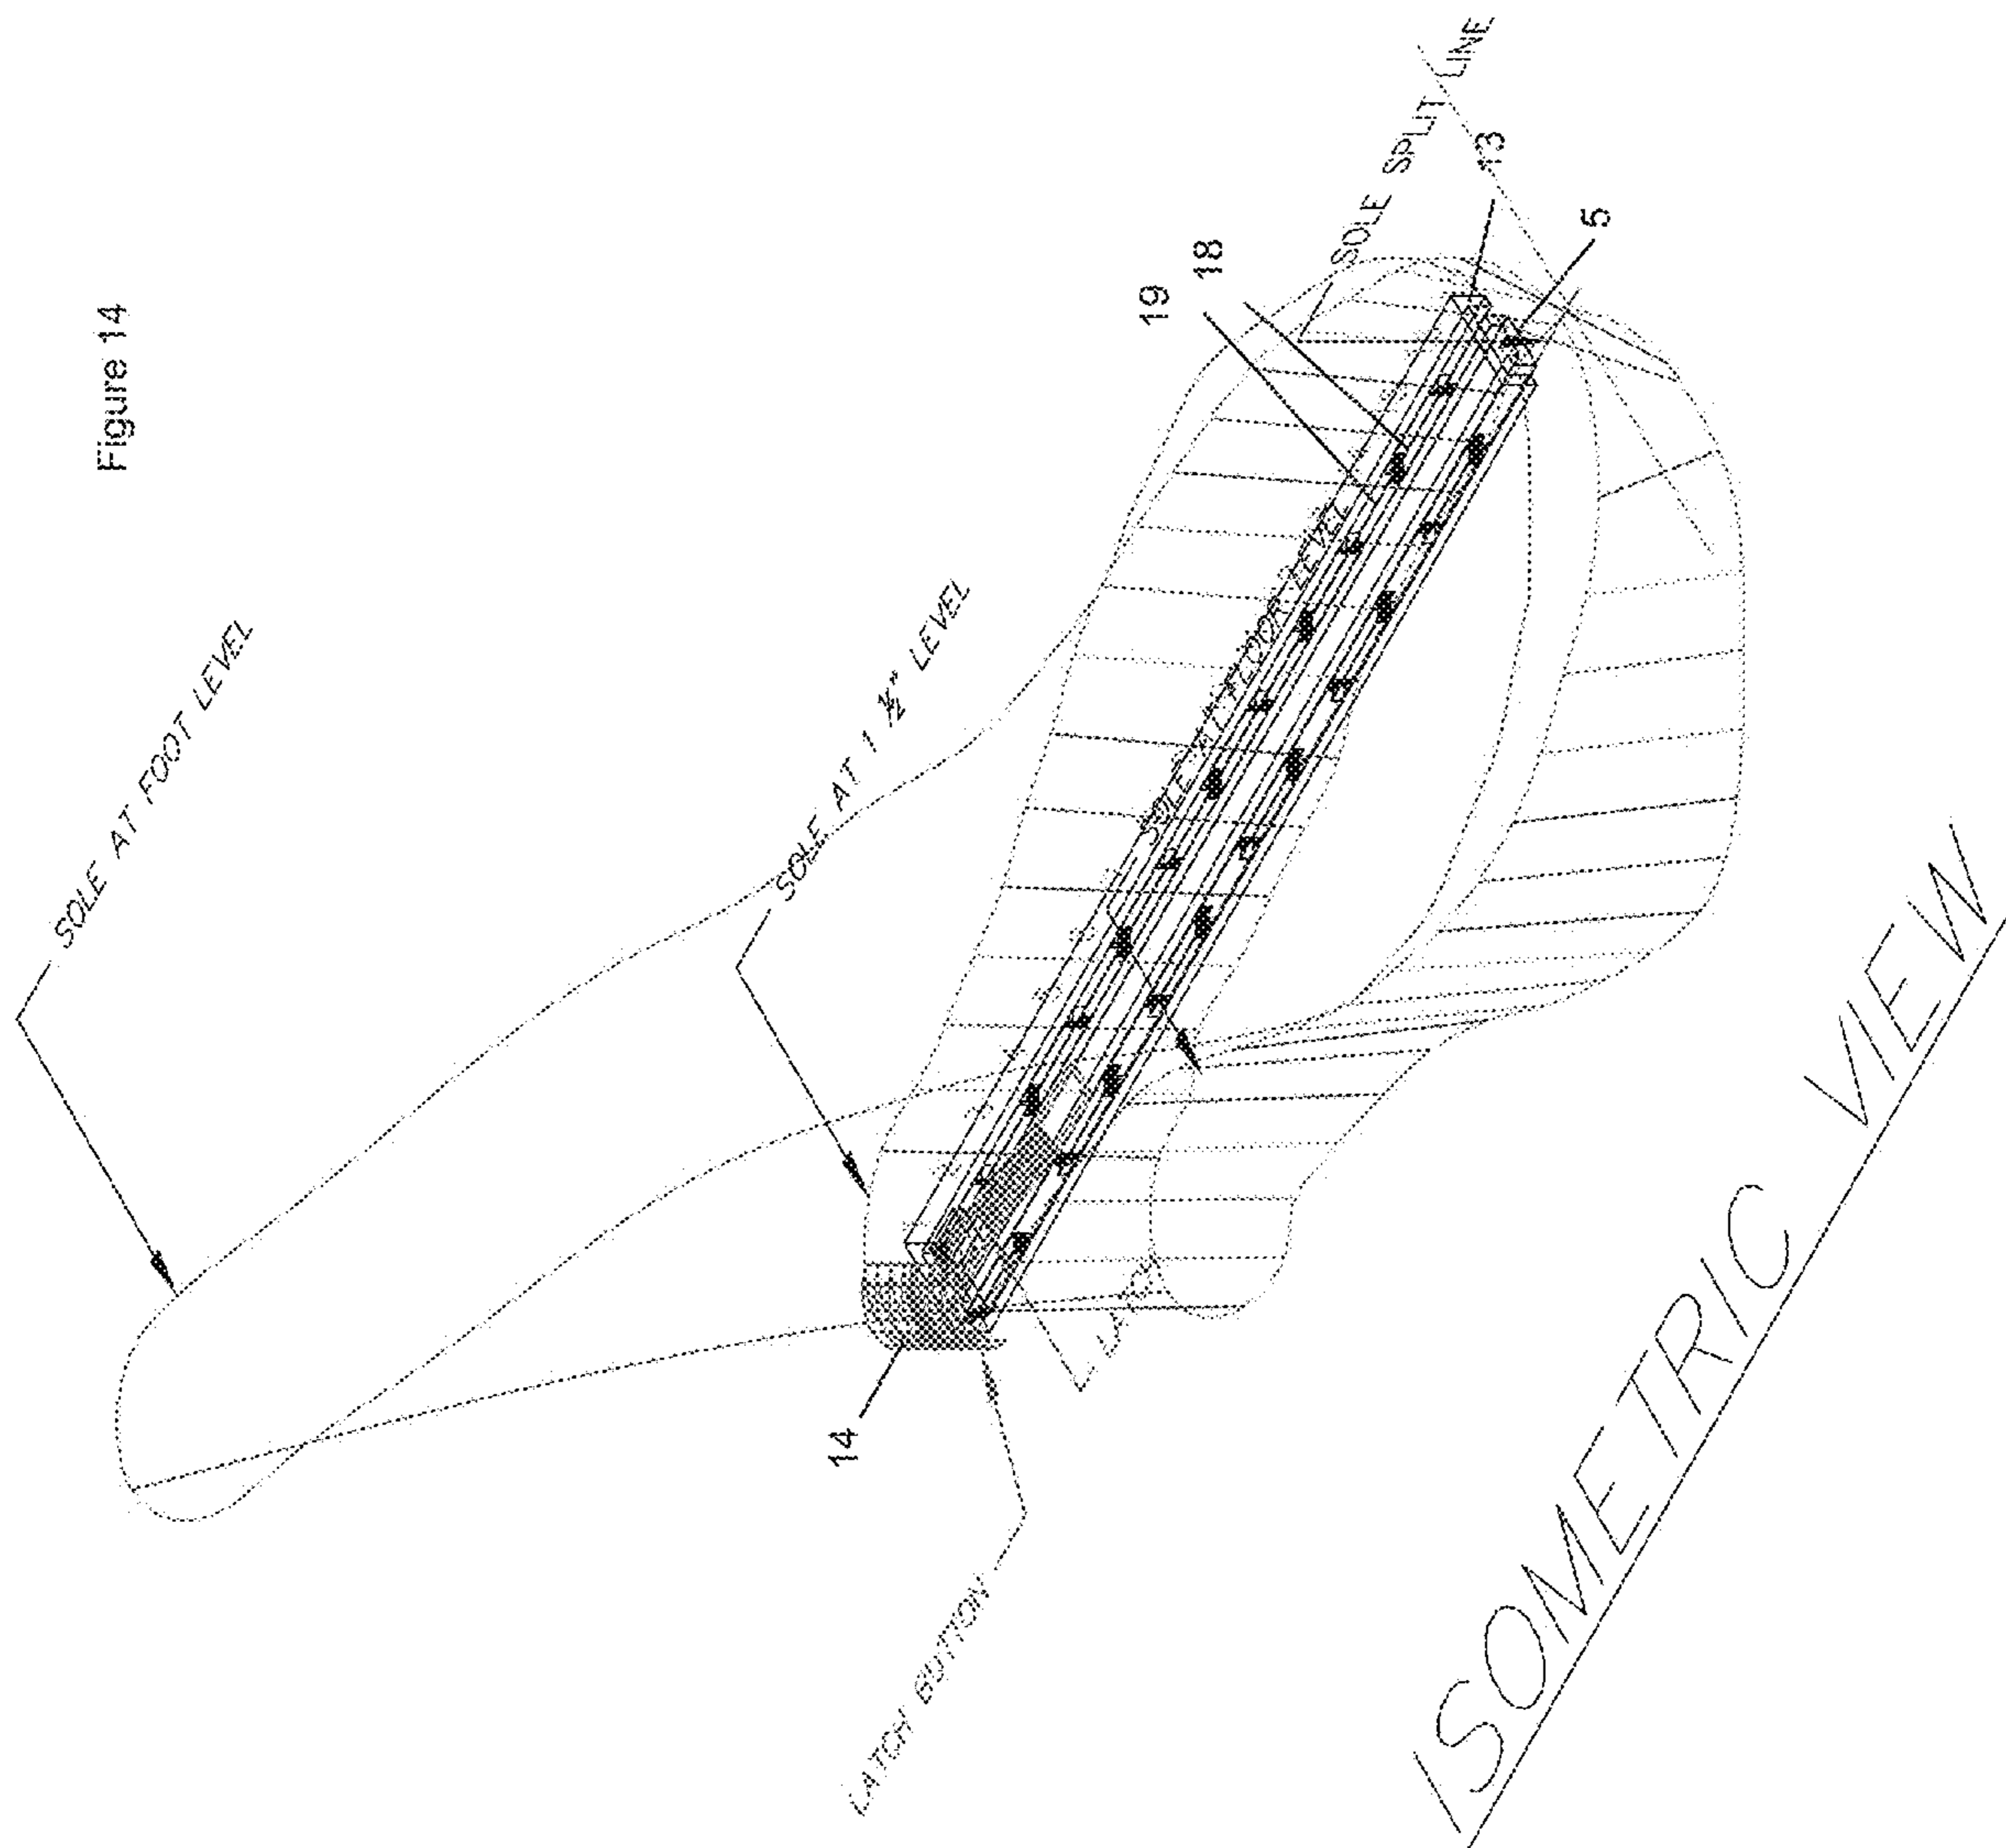 Figure 14
SOLE AT FOOT LEVEL
SOLE AT 1 ½" LEVEL
SOLE SPLIT LINE
13
5
18
19
SOLE AT FLOOR LEVEL
14
LATCH BUTTON
ISOMETRIC VIEW